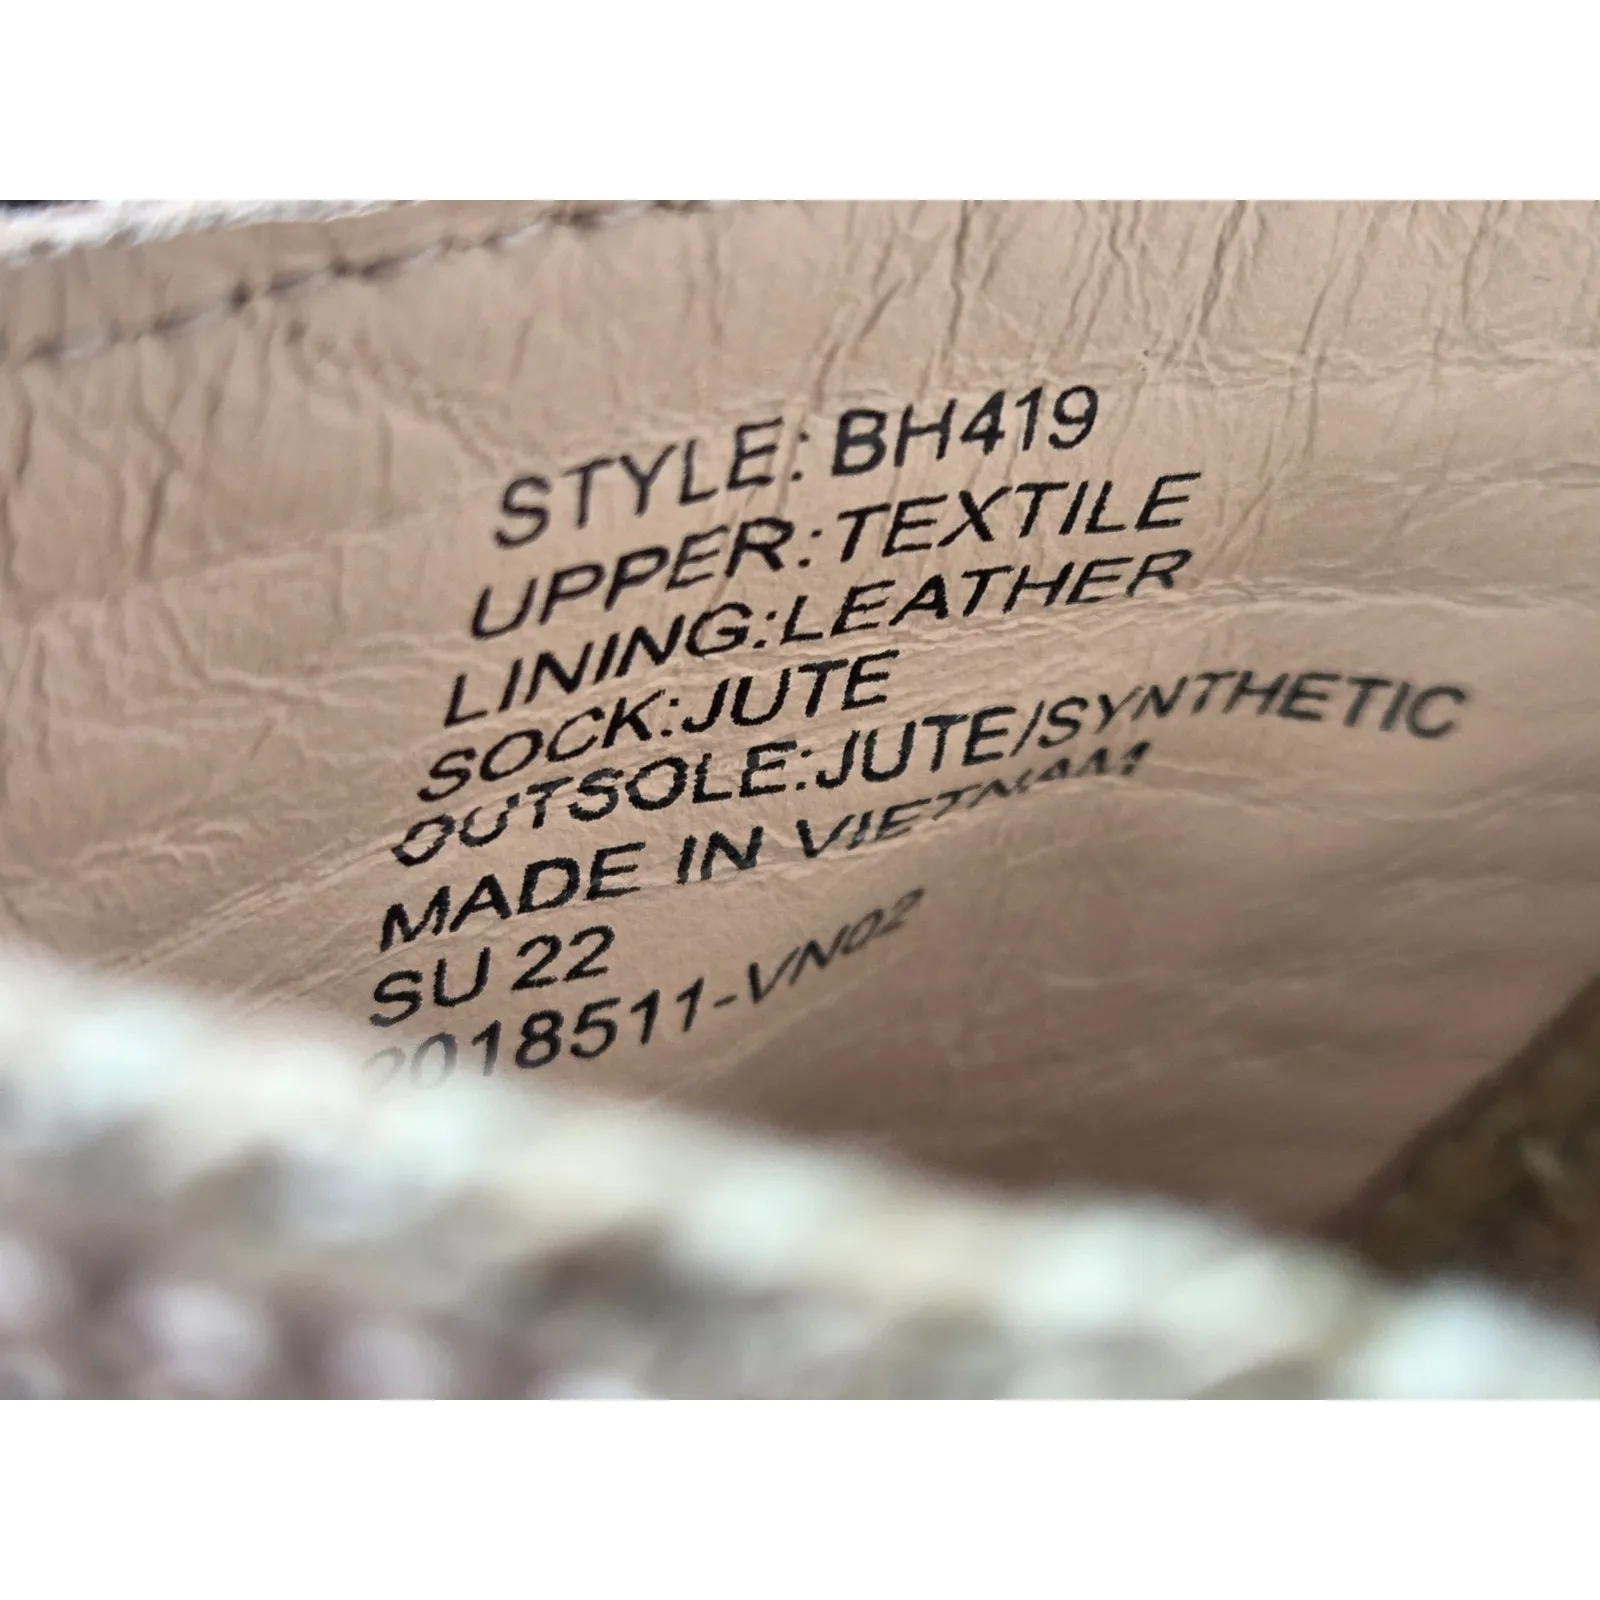 STYLE: BH419
UPPER:TEXTILE
LINING:LEATHER
SOCK:JUTE
OUTSOLE:JUTE/SYNTHETIC
MADE IN VIETNAM
SU 22
2018511-VN02